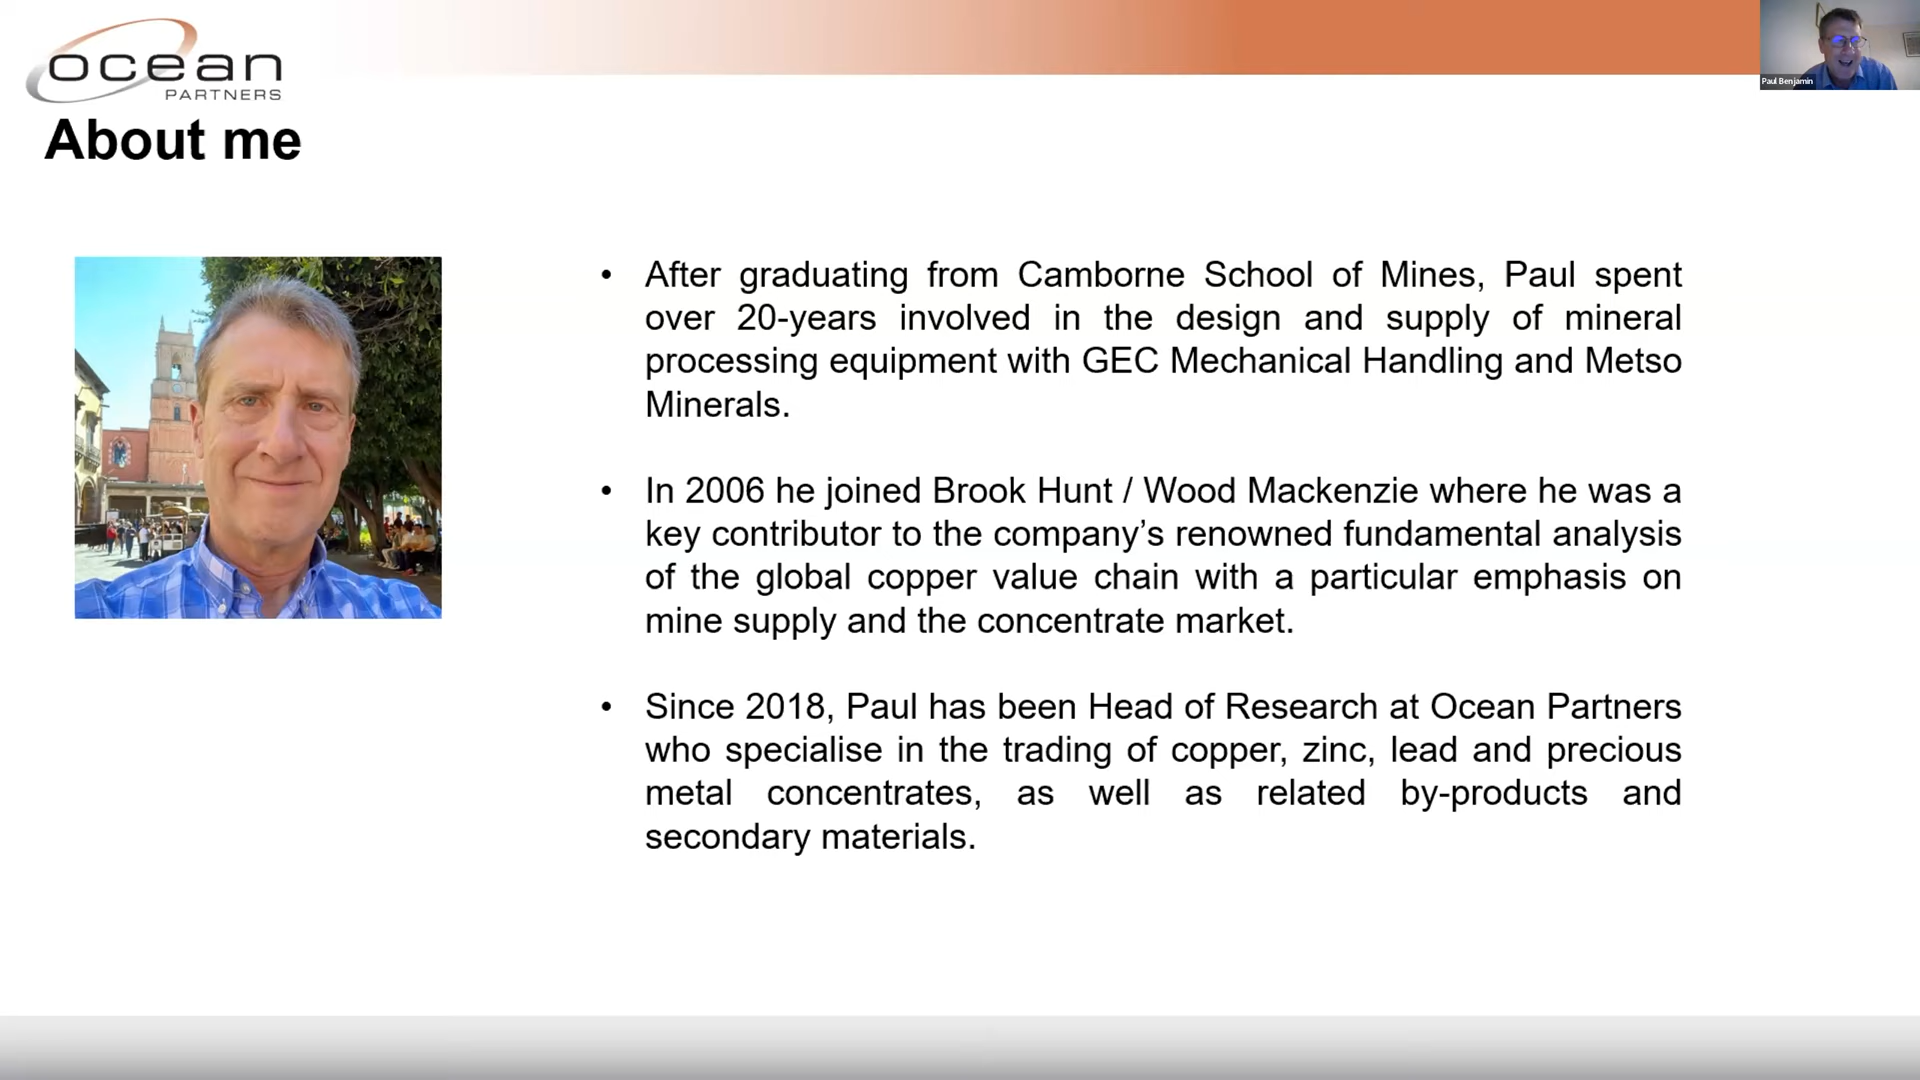 ocean
PARTNERS
Paul Benjamin
About me
• After graduating from Camborne School of Mines, Paul spent
over 20-years involved in the design and supply of mineral
processing equipment with GEC Mechanical Handling and Metso
Minerals.
• In 2006 he joined Brook Hunt / Wood Mackenzie where he was a
key contributor to the company’s renowned fundamental analysis
of the global copper value chain with a particular emphasis on
mine supply and the concentrate market.
• Since 2018, Paul has been Head of Research at Ocean Partners
who specialise in the trading of copper, zinc, lead and precious
metal concentrates, as well as related by-products and
secondary materials.